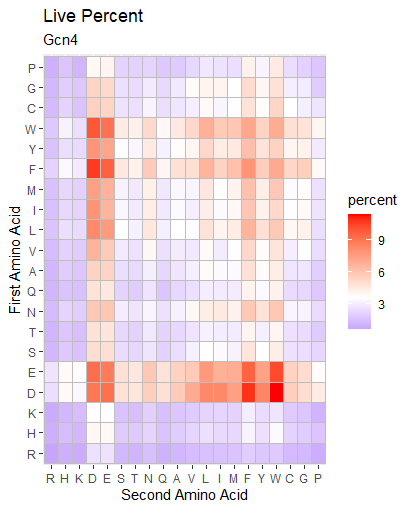 Live Percent
Gcn4
P
G
C
W
Y
F
M
I
L
V
A
Q
N
T
S
E
D
K
H
R
First Amino Acid
R H K D E S T N Q A V L I M F Y W C G P
Second Amino Acid
percent
9
6
3